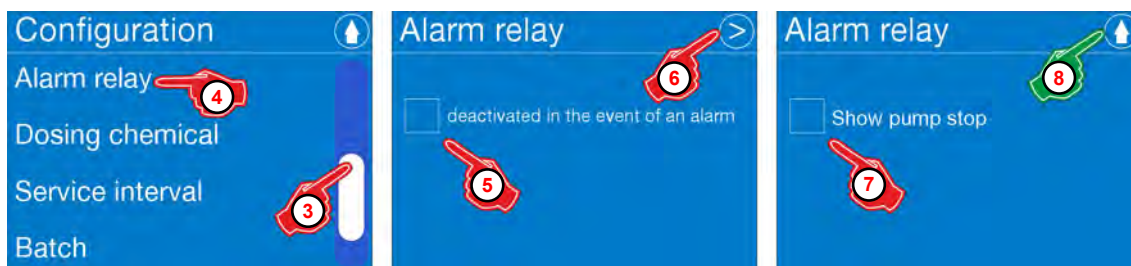 Configuration
Alarm relay
4
Dosing chemical
Service interval
3
Batch
Alarm relay
>
6
deactivated in the event of an alarm
5
Alarm relay
8
Show pump stop
7